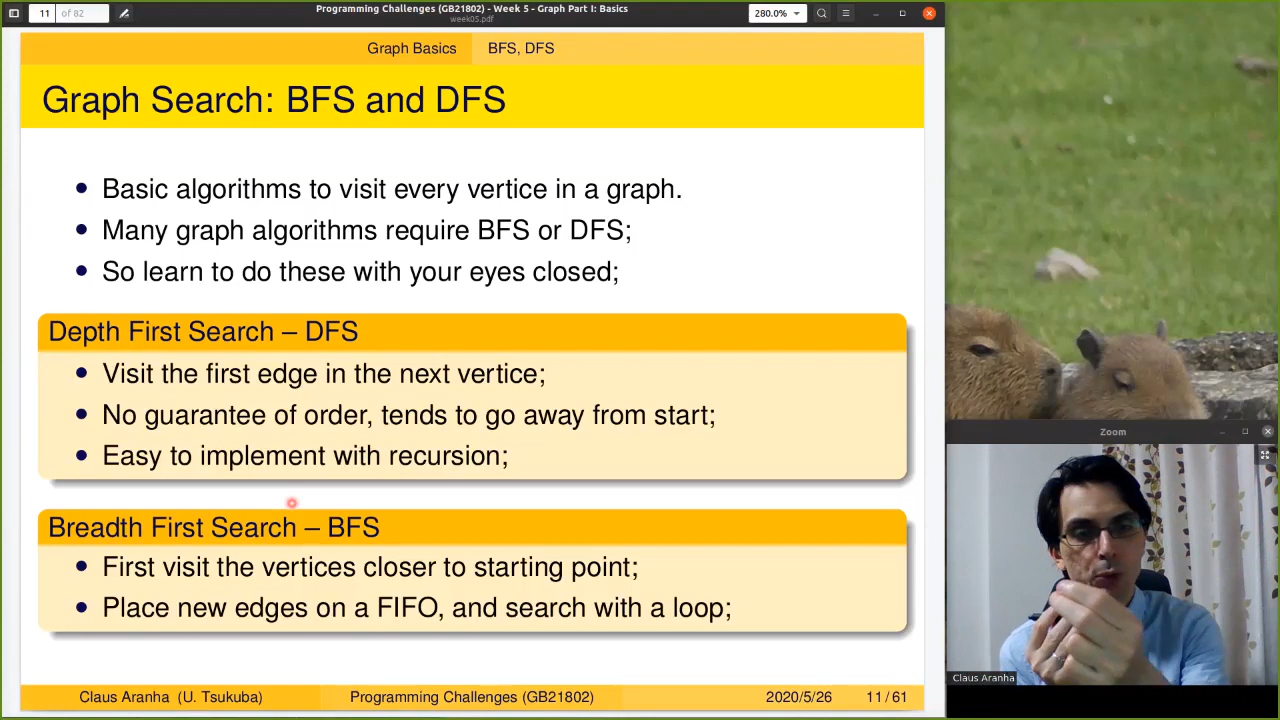 11 of 82
Programming Challenges (GB21802) - Week 5 - Graph Part I: Basics
week05.pdf
280.0%
Graph Basics BFS, DFS
Graph Search: BFS and DFS
• Basic algorithms to visit every vertice in a graph.
• Many graph algorithms require BFS or DFS;
• So learn to do these with your eyes closed;
Depth First Search – DFS
• Visit the first edge in the next vertice;
• No guarantee of order, tends to go away from start;
• Easy to implement with recursion;
Breadth First Search – BFS
• First visit the vertices closer to starting point;
• Place new edges on a FIFO, and search with a loop;
Claus Aranha (U. Tsukuba) Programming Challenges (GB21802) 2020/5/26 11 / 61
Zoom
Claus Aranha